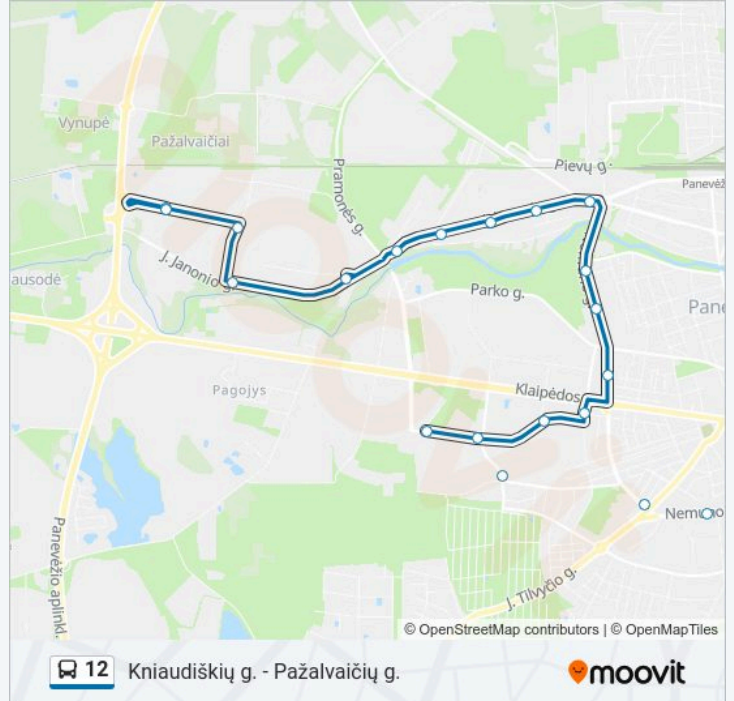 Vynupė
Pažalvaičiai
Pramonės g.
Pievų g.
Panevėž
J. Janonio g.
ausodė
Parko g.
Pane
Klaipėdos
Pagojys
Nemuno
Panevėžio aplinkl.
J. Tilvyčio g.
© OpenStreetMap contributors | © OpenMapTiles
12 Kniaudiškių g. - Pažalvaičių g. moovit